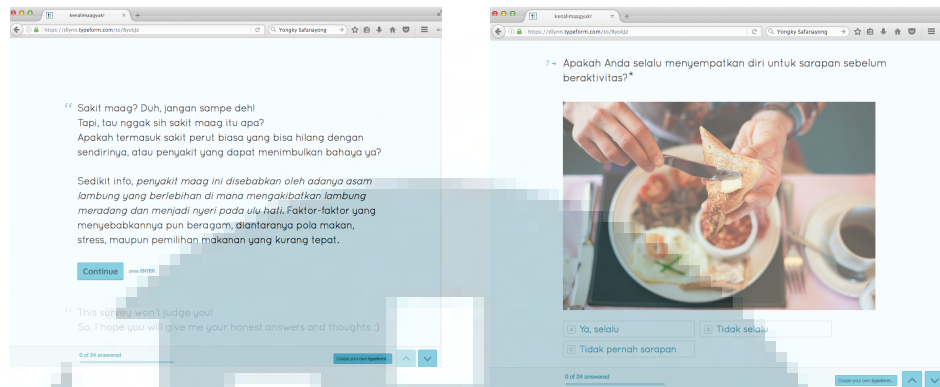 kenalimaagyuk!
https://dlynn.typeform.com/to/8yokjz
Yongky Safanayong
Sakit maag? Duh, jangan sampe deh!
Tapi, tau nggak sih sakit maag itu apa?
Apakah termasuk sakit perut biasa yang bisa hilang dengan
sendirinya, atau penyakit yang dapat menimbulkan bahaya ya?
Sedikit info, penyakit maag ini disebabkan oleh adanya asam
lambung yang berlebihan di mana mengakibatkan lambung
meradang dan menjadi nyeri pada ulu hati. Faktor-faktor yang
menyebabkannya pun beragam, diantaranya pola makan,
stress, maupun pemilihan makanan yang kurang tepat.
Continue press ENTER
This survey won't judge you!
So, i hope you will give me your honest answers and thoughts :)
0 of 24 answered
Create your own typeform...
kenalimaagyuk!
https://dlynn.typeform.com/to/8yokjz
Yongky Safanayong
7 → Apakah Anda selalu menyempatkan diri untuk sarapan sebelum
beraktivitas?*
Ya, selalu
Tidak selalu
Tidak pernah sarapan
0 of 24 answered
Create your own typeform...